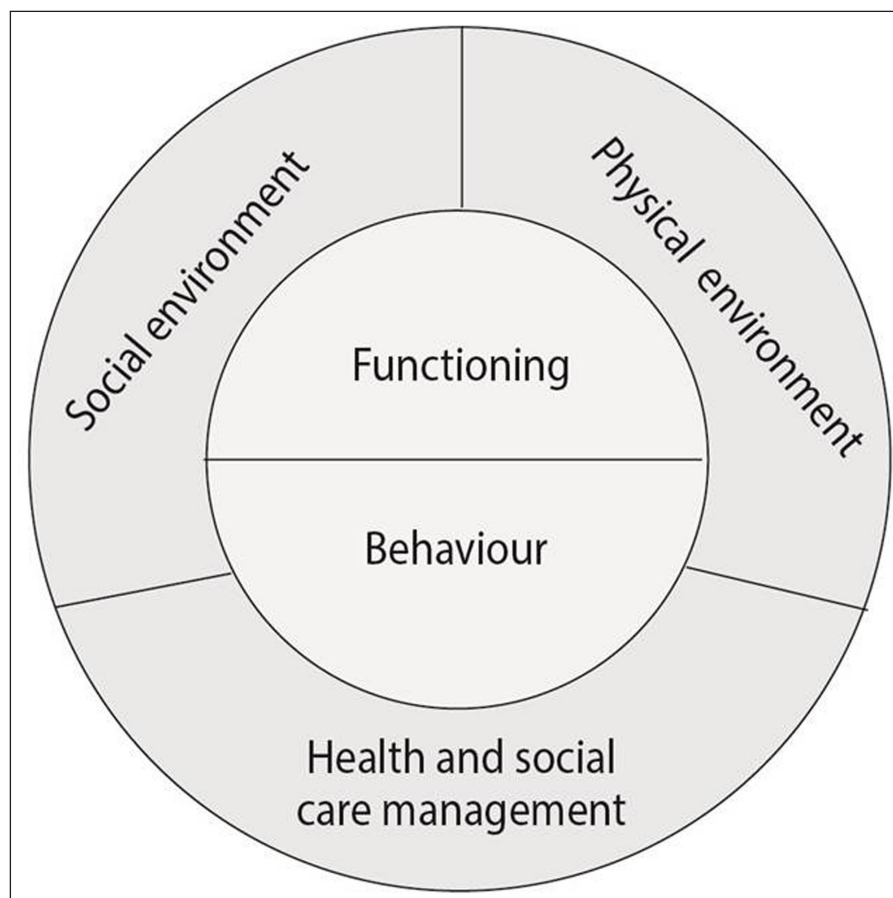 Social environment
Physical environment
Functioning
Behaviour
Health and social
care management